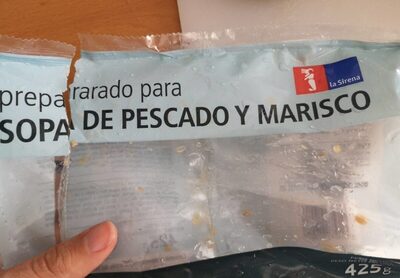 la Sirena
prepa rarado para
SOPA DE PESCADO Y MARISCO
425g